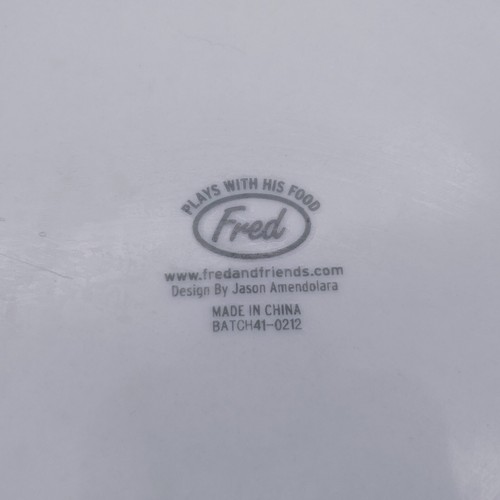 PLAYS WITH HIS FOOD
Fred
www.fredandfriends.com
Design By Jason Amendolara
MADE IN CHINA
BATCH41-0212